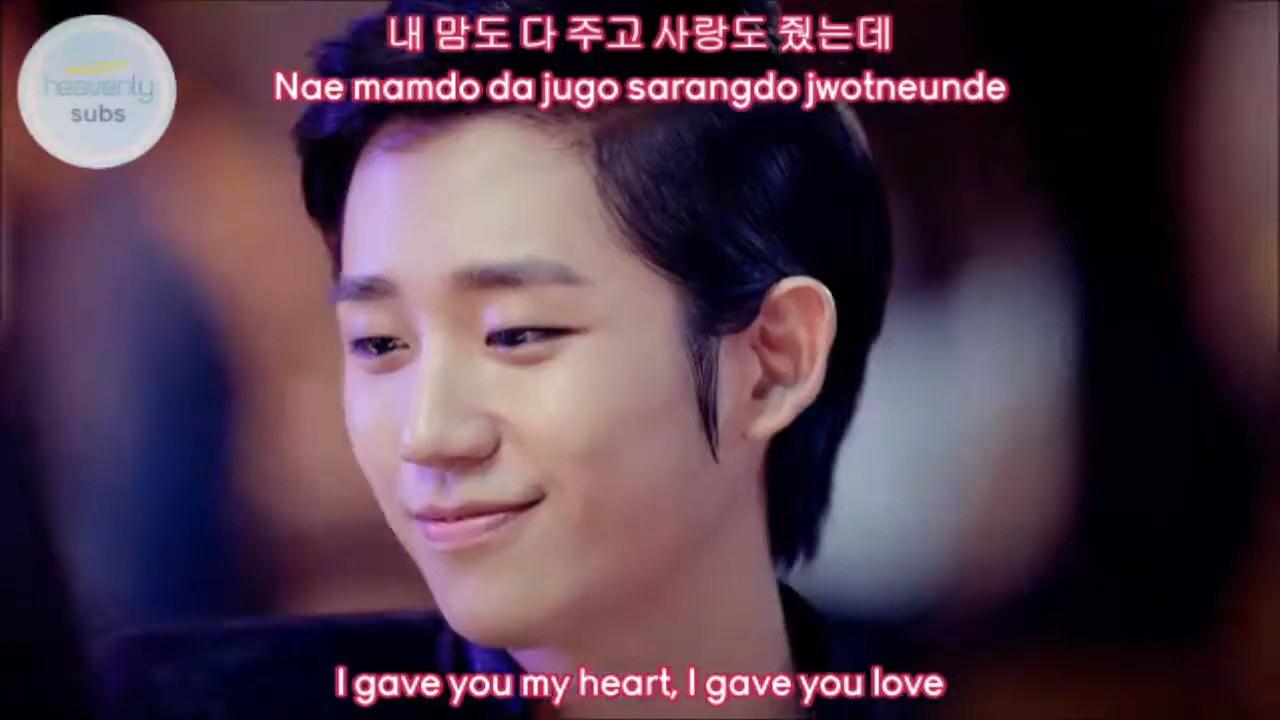 내 맘도 다 주고 사랑도 줬는데
Nae mamdo da jugo sarangdo jwotneunde
heavenly
subs
I gave you my heart, I gave you love